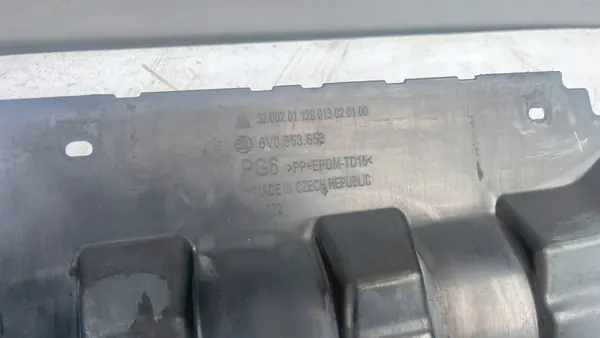 32 002 01 128 013 02 01 00
6V0.853.653
PG6 >PP+EPDM-TD15<
MADE IN CZECH REPUBLIC